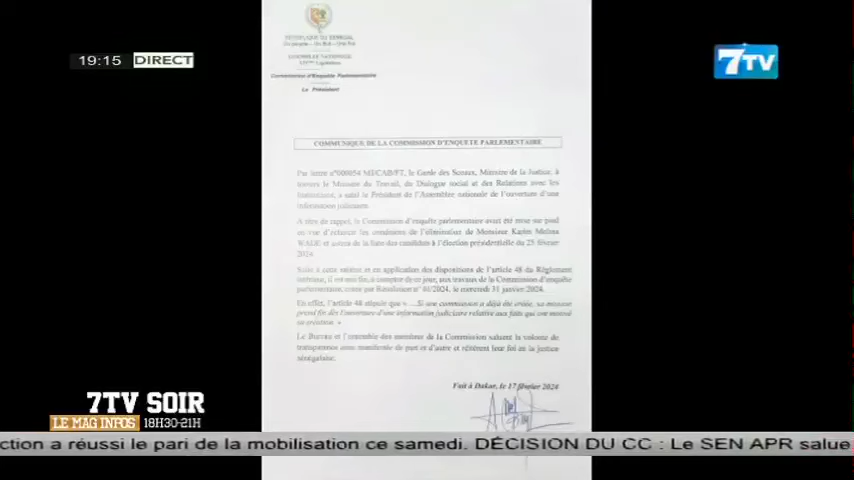 19:15 DIRECT
7TV
REPUBLIQUE DU SENEGAL
Un Peuple – Un But – Une Foi
ASSEMBLEE NATIONALE
Commission d'Enquête Parlementaire
Le Président
COMMUNIQUE DE LA COMMISSION D'ENQUETE PARLEMENTAIRE
Par lettre n°000054 MJ/CAB/FT, le Garde des Sceaux, Ministre de la Justice, à
travers le Ministre du Travail, du Dialogue social et des Relations avec les
Institutions, a saisi le Président de l'Assemblée nationale de l'ouverture d'une
information judiciaire.
A titre de rappel, la Commission d'enquête parlementaire avait été mise sur pied
en vue d'éclaircir les conditions de l'élimination de Monsieur Karim Meïssa
WADE et autres de la liste des candidats à l'élection présidentielle du 25 février
2024.
Suite à cette saisine et en application des dispositions de l'article 48 du Règlement
intérieur, il est mis fin, à compter de ce jour, aux travaux de la Commission d'enquête
parlementaire, créée par Résolution n° 01/2024, le mercredi 31 janvier 2024.
En effet, l'article 48 stipule que « ...Si une commission a déjà été créée, sa mission
prend fin dès l'ouverture d'une information judiciaire relative aux faits qui ont motivé
sa création. »
Le Bureau et l'ensemble des membres de la Commission saluent la volonté de
transparence ainsi manifestée de part et d'autre et réitèrent leur foi en la justice
sénégalaise.
Fait à Dakar, le 17 février 2024
7TV SOIR
LE MAG INFOS 18H30-21H
ction a réussi le pari de la mobilisation ce samedi. DÉCISION DU CC : Le SEN APR salue